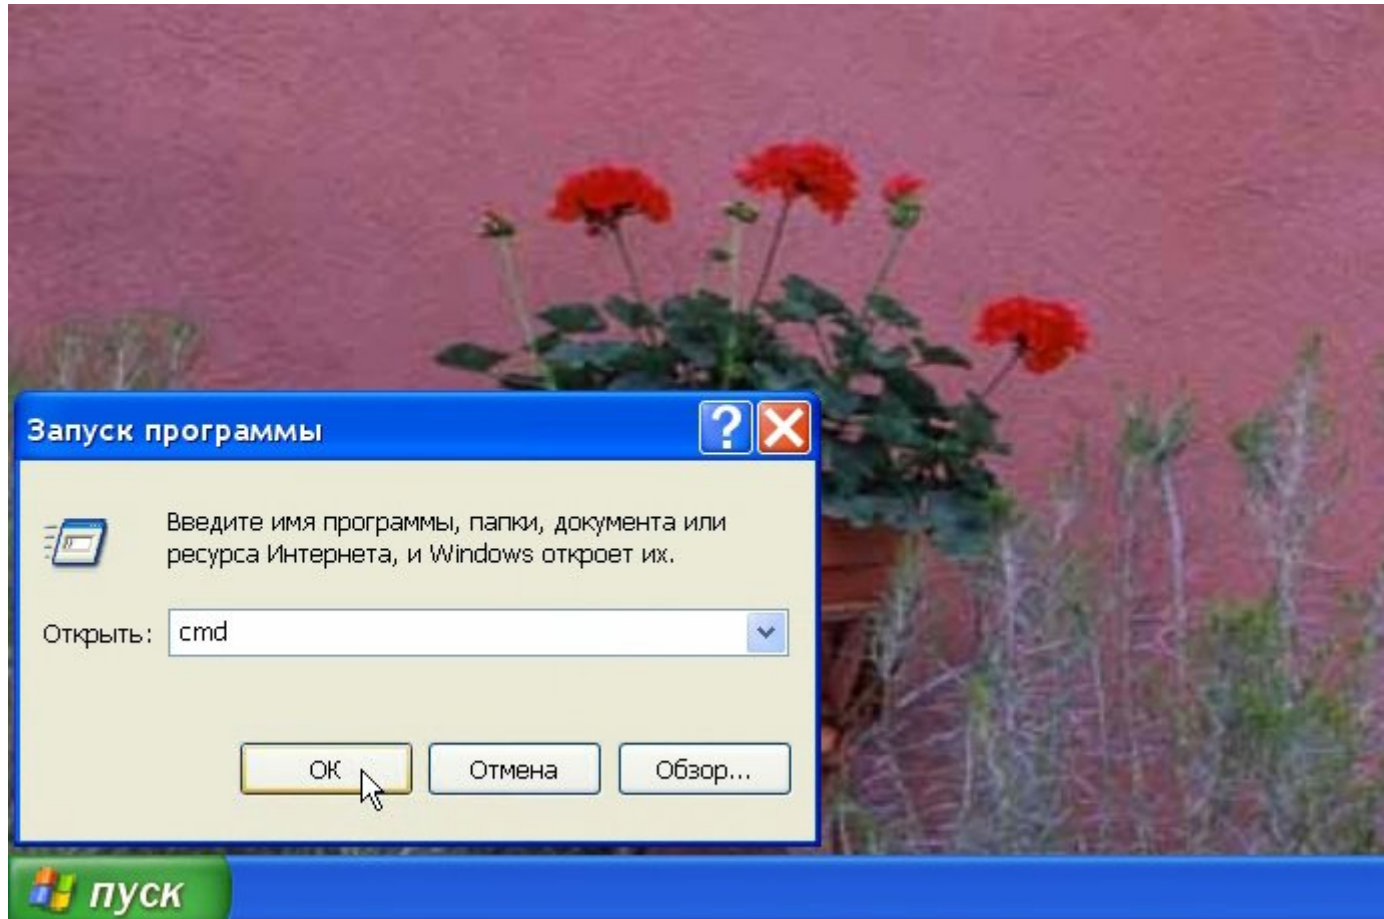 Запуск программы
Введите имя программы, папки, документа или
ресурса Интернета, и Windows откроет их.
Открыть: cmd
ОК Отмена Обзор...
пуск